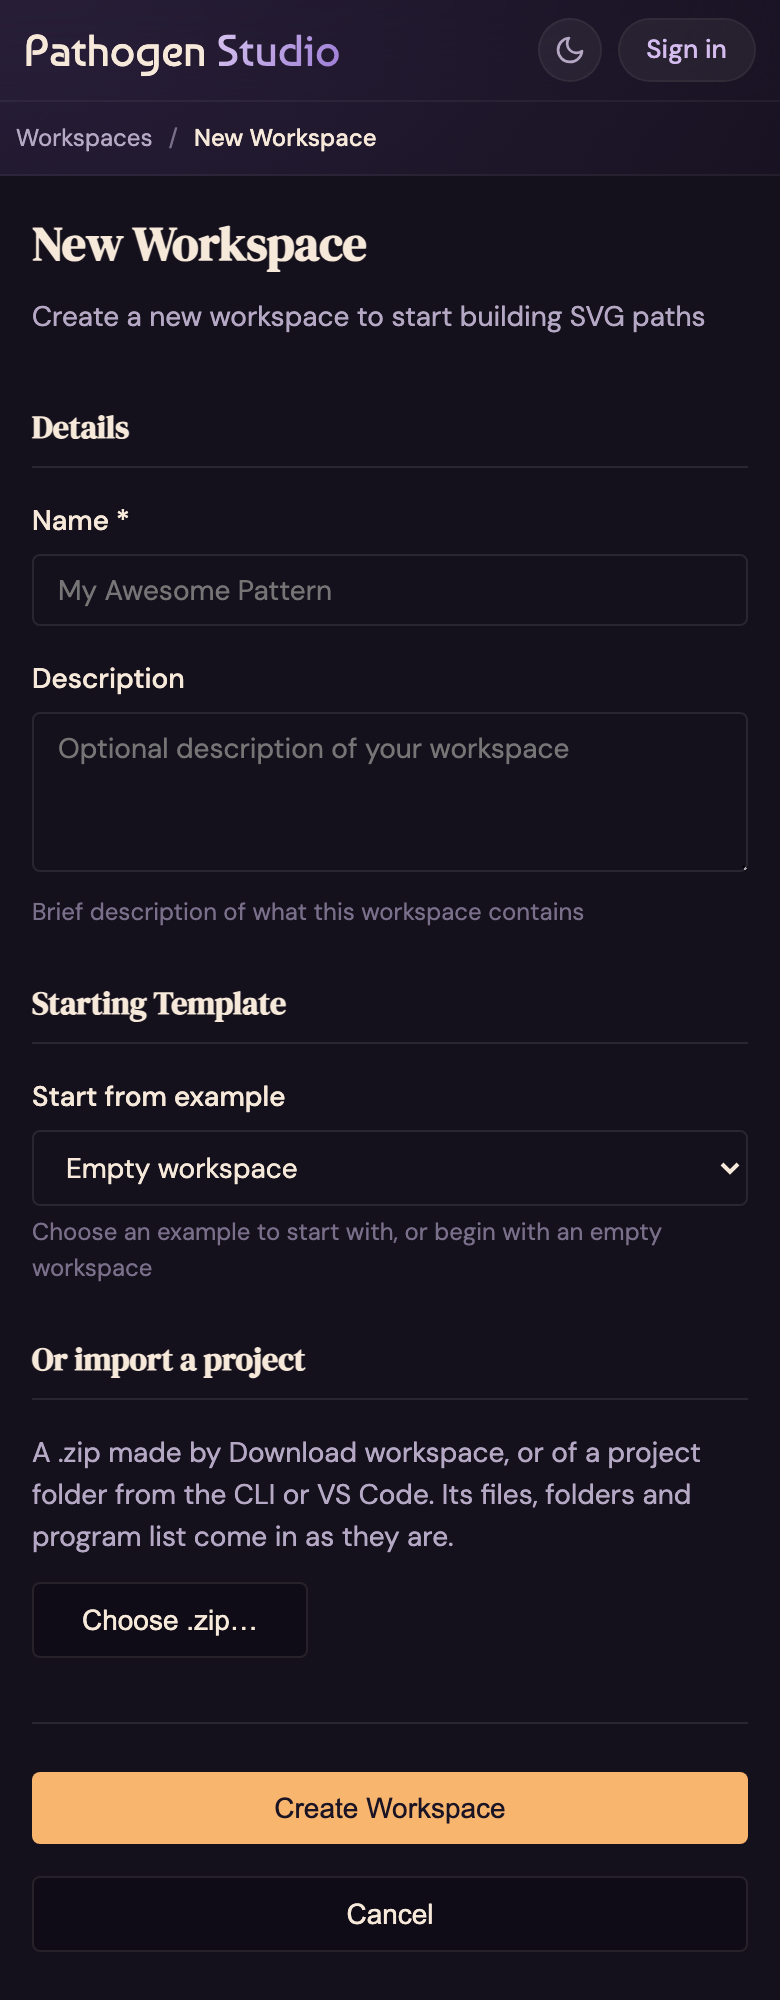 Pathogen Studio
Sign in
Workspaces / New Workspace
New Workspace
Create a new workspace to start building SVG paths
Details
Name *
My Awesome Pattern
Description
Optional description of your workspace
Brief description of what this workspace contains
Starting Template
Start from example
Empty workspace
Choose an example to start with, or begin with an empty
workspace
Or import a project
A .zip made by Download workspace, or of a project
folder from the CLI or VS Code. Its files, folders and
program list come in as they are.
Choose .zip…
Create Workspace
Cancel